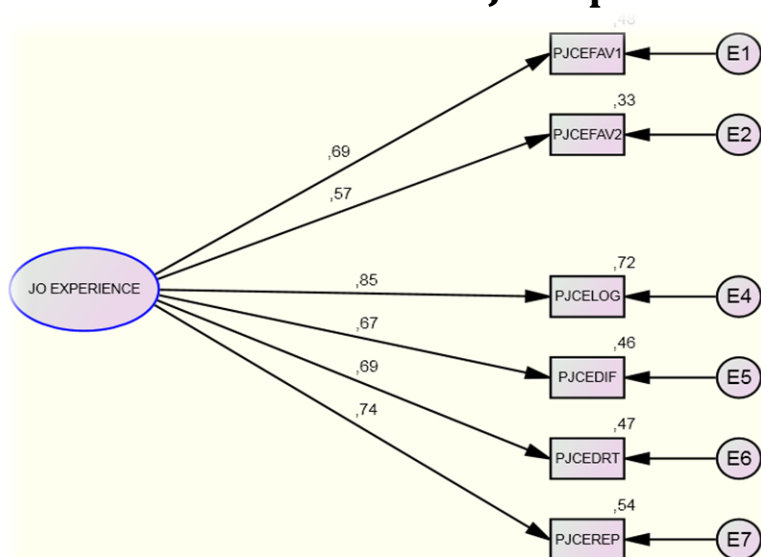 ,48
PJCEFAV1
E1
,33
PJCEFAV2
E2
,69
,57
JO EXPERIENCE
,85
,72
PJCELOG
E4
,67
,46
PJCEDIF
E5
,69
,47
PJCEDRT
E6
,74
,54
PJCEREP
E7